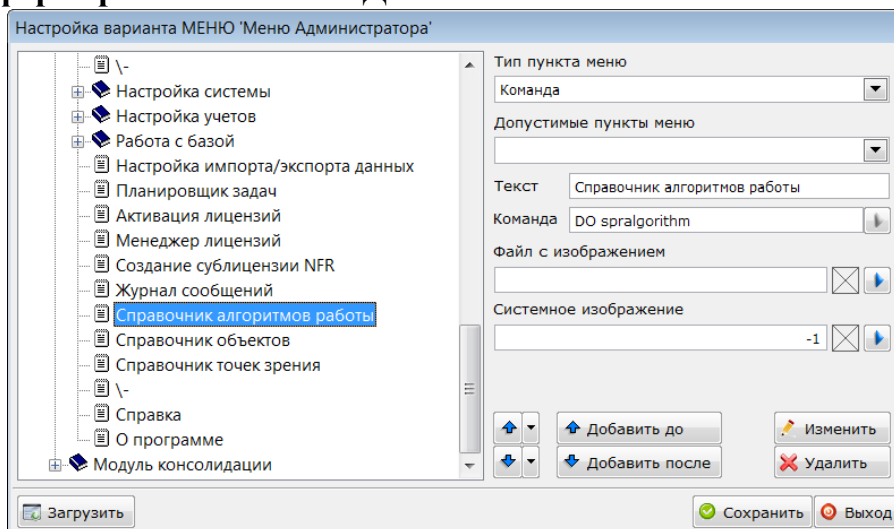 Настройка варианта МЕНЮ 'Меню Администратора'
\-
Настройка системы
Настройка учетов
Работа с базой
Настройка импорта/экспорта данных
Планировщик задач
Активация лицензий
Менеджер лицензий
Создание сублицензии NFR
Журнал сообщений
Справочник алгоритмов работы
Справочник объектов
Справочник точек зрения
\-
Справка
О программе
Модуль консолидации
Тип пункта меню
Команда
Допустимые пункты меню
Текст Справочник алгоритмов работы
Команда DO spralgorithm
Файл с изображением
Системное изображение
-1
Добавить до Изменить
Добавить после Удалить
Загрузить Сохранить Выход